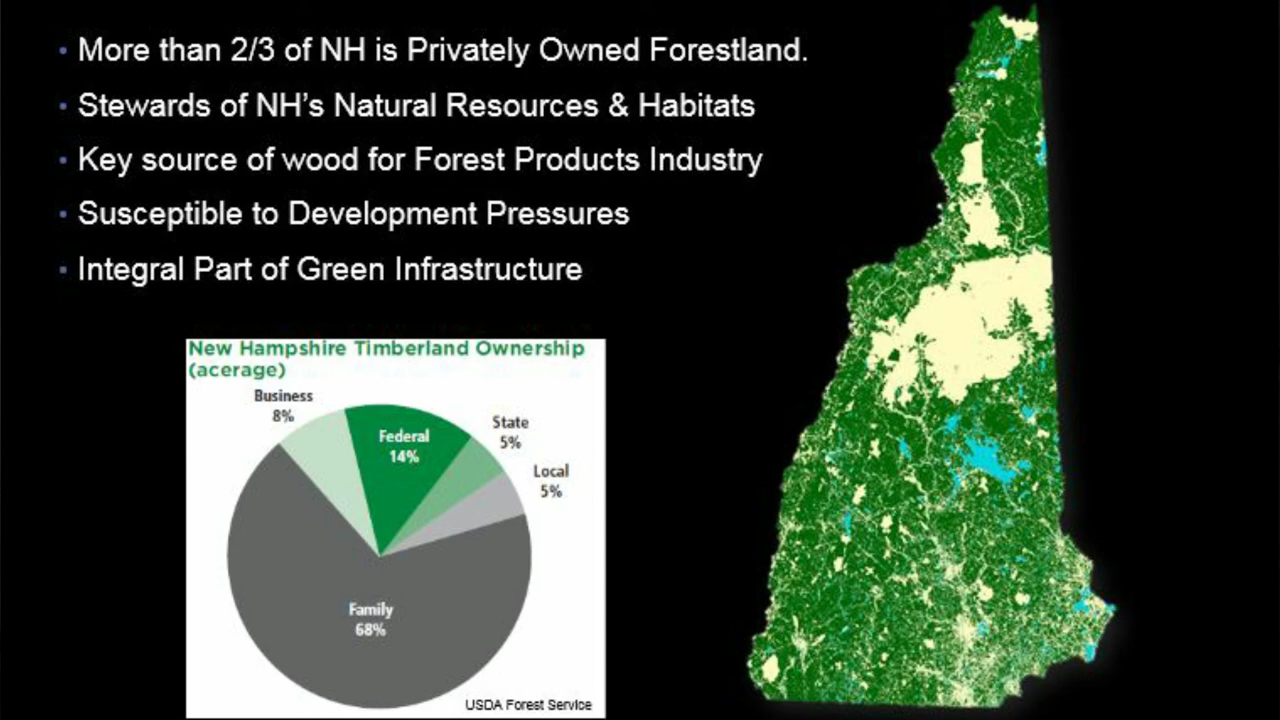 • More than 2/3 of NH is Privately Owned Forestland.
• Stewards of NH's Natural Resources & Habitats
• Key source of wood for Forest Products Industry
• Susceptible to Development Pressures
• Integral Part of Green Infrastructure
New Hampshire Timberland Ownership
(acerage)
Business
8%
Federal
14%
State
5%
Local
5%
Family
68%
USDA Forest Service